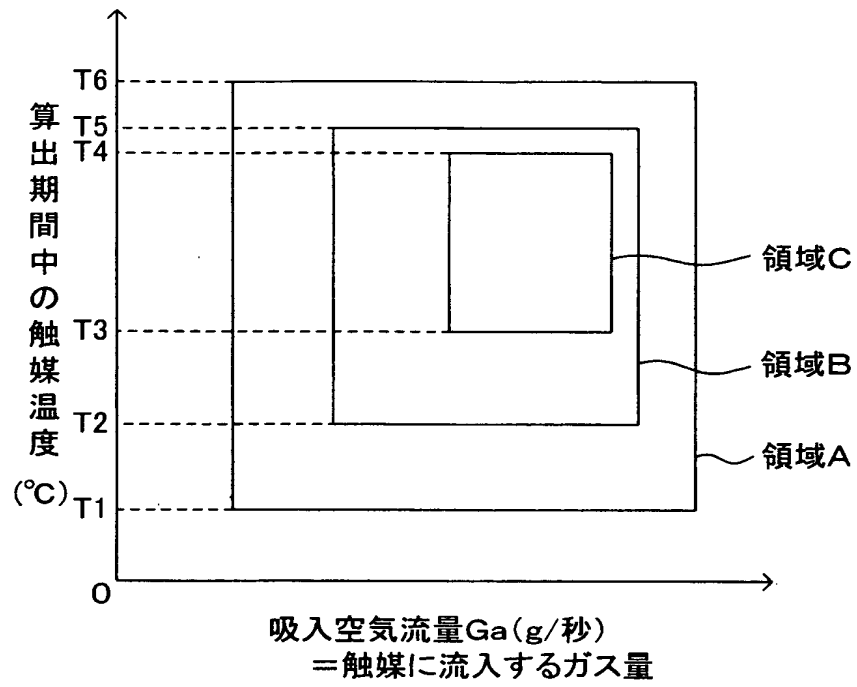 T6
T5
T4
T3
T2
T1
O
算出期間中の触媒温度
(℃)
領域C
領域B
領域A
吸入空気流量Ga(g/秒)
=触媒に流入するガス量